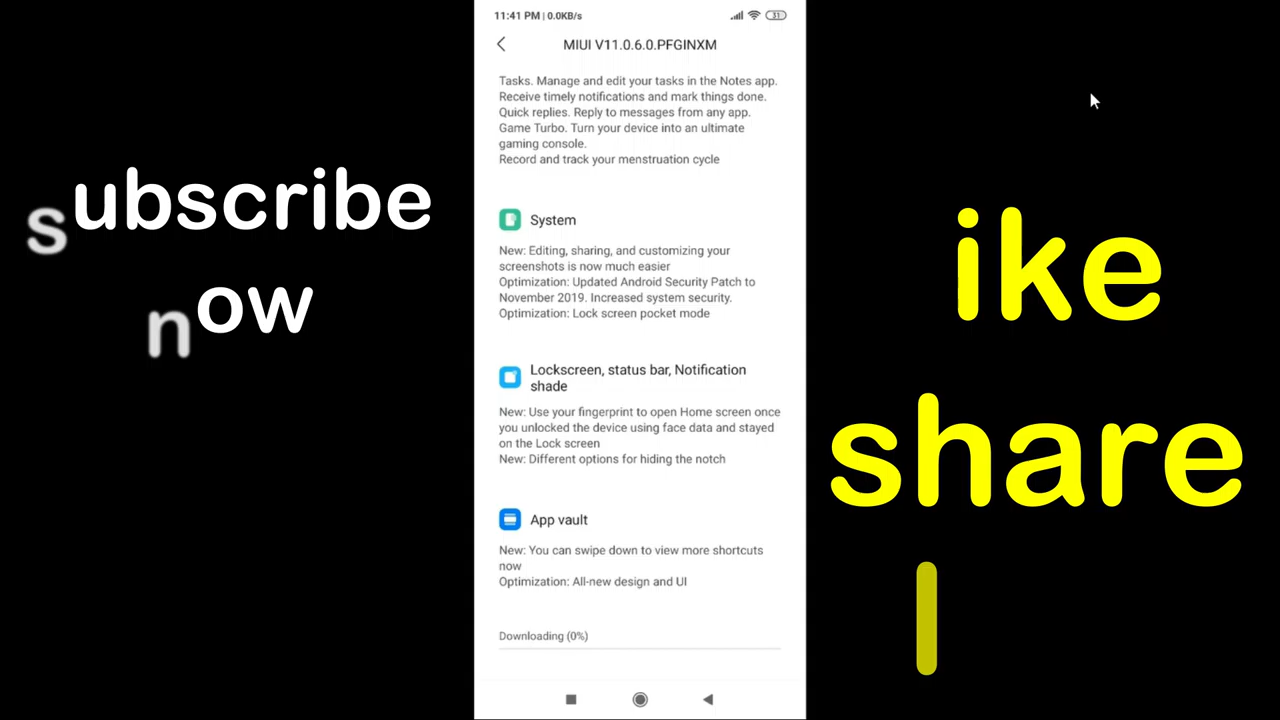 11:41 PM | 0.0KB/s
31
MIUI V11.0.6.0.PFGINXM
Tasks. Manage and edit your tasks in the Notes app.
Receive timely notifications and mark things done.
Quick replies. Reply to messages from any app.
Game Turbo. Turn your device into an ultimate
gaming console.
Record and track your menstruation cycle
System
New: Editing, sharing, and customizing your
screenshots is now much easier
Optimization: Updated Android Security Patch to
November 2019. Increased system security.
Optimization: Lock screen pocket mode
Lockscreen, status bar, Notification
shade
New: Use your fingerprint to open Home screen once
you unlocked the device using face data and stayed
on the Lock screen
New: Different options for hiding the notch
App vault
New: You can swipe down to view more shortcuts
now
Optimization: All-new design and UI
Downloading (0%)
subscribe
now
ike
share
l